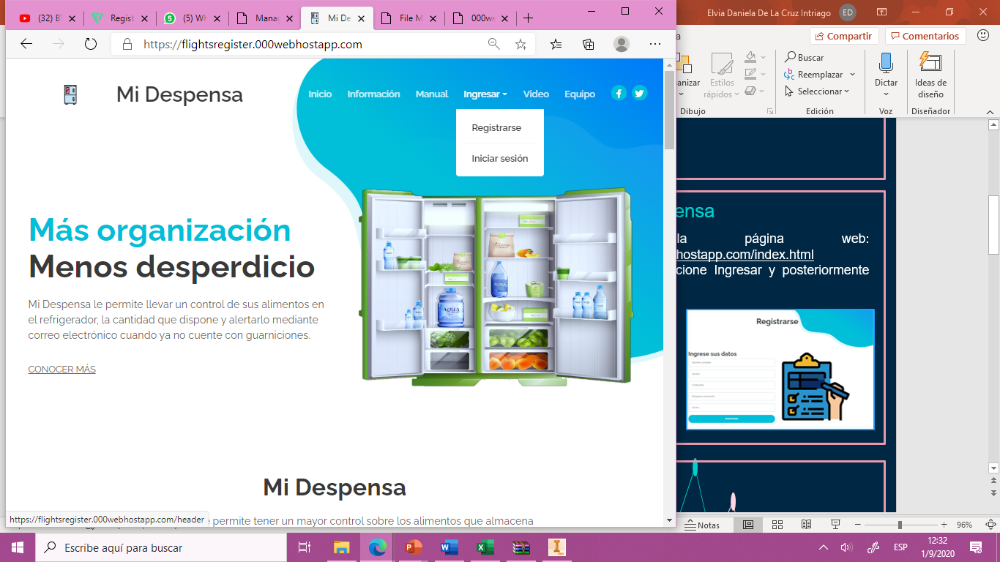 (32) B
Regist
(5) Wh
Manag
Mi De
File M
000we
https://flightsregister.000webhostapp.com
Mi Despensa
Inicio
Información
Manual
Ingresar
Video
Equipo
Registrarse
Iniciar sesión
Más organización
Menos desperdicio
Mi Despensa le permite llevar un control de sus alimentos en
el refrigerador, la cantidad que dispone y alertarlo mediante
correo electrónico cuando ya no cuente con guarniciones.
CONOCER MÁS
Mi Despensa
e permite tener un mayor control sobre los alimentos que almacena
https://flightsregister.000webhostapp.com/header
Elvia Daniela De La Cruz Intriago
ED
Compartir
Comentarios
anizar
Estilos
rápidos
Buscar
Reemplazar
Seleccionar
Dictar
Ideas de
diseño
Dibujo
Edición
Voz
Diseñador
ensa
la página web:
hostapp.com/index.html
cione Ingresar y posteriormente
Registrarse
Ingrese sus datos
Notas
96%
Escribe aquí para buscar
ESP
12:32
1/9/2020